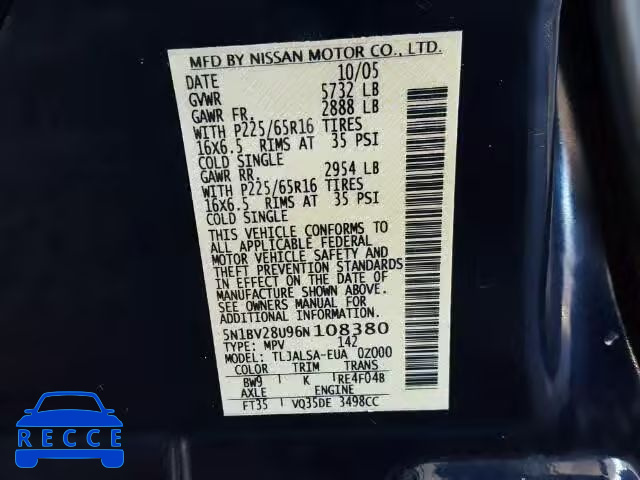 MFD BY NISSAN MOTOR CO., LTD.
DATE 10/05
GVWR 5732 LB
GAWR FR. 2888 LB
WITH P225/65R16 TIRES
16X6.5 RIMS AT 35 PSI
COLD SINGLE
GAWR RR. 2954 LB
WITH P225/65R16 TIRES
16X6.5 RIMS AT 35 PSI
COLD SINGLE
THIS VEHICLE CONFORMS TO
ALL APPLICABLE FEDERAL
MOTOR VEHICLE SAFETY AND
THEFT PREVENTION STANDARDS
IN EFFECT ON THE DATE OF
MANUFACTURE SHOWN ABOVE.
SEE OWNERS MANUAL FOR
ADDITIONAL INFORMATION
5N1BV28U96N108380
TYPE: MPV 142
MODEL: TLJALSA-EUA 0Z000
COLOR TRIM TRANS
BW9 K RE4F04B
AXLE ENGINE
FT35 VQ35DE 3498CC
RECCE